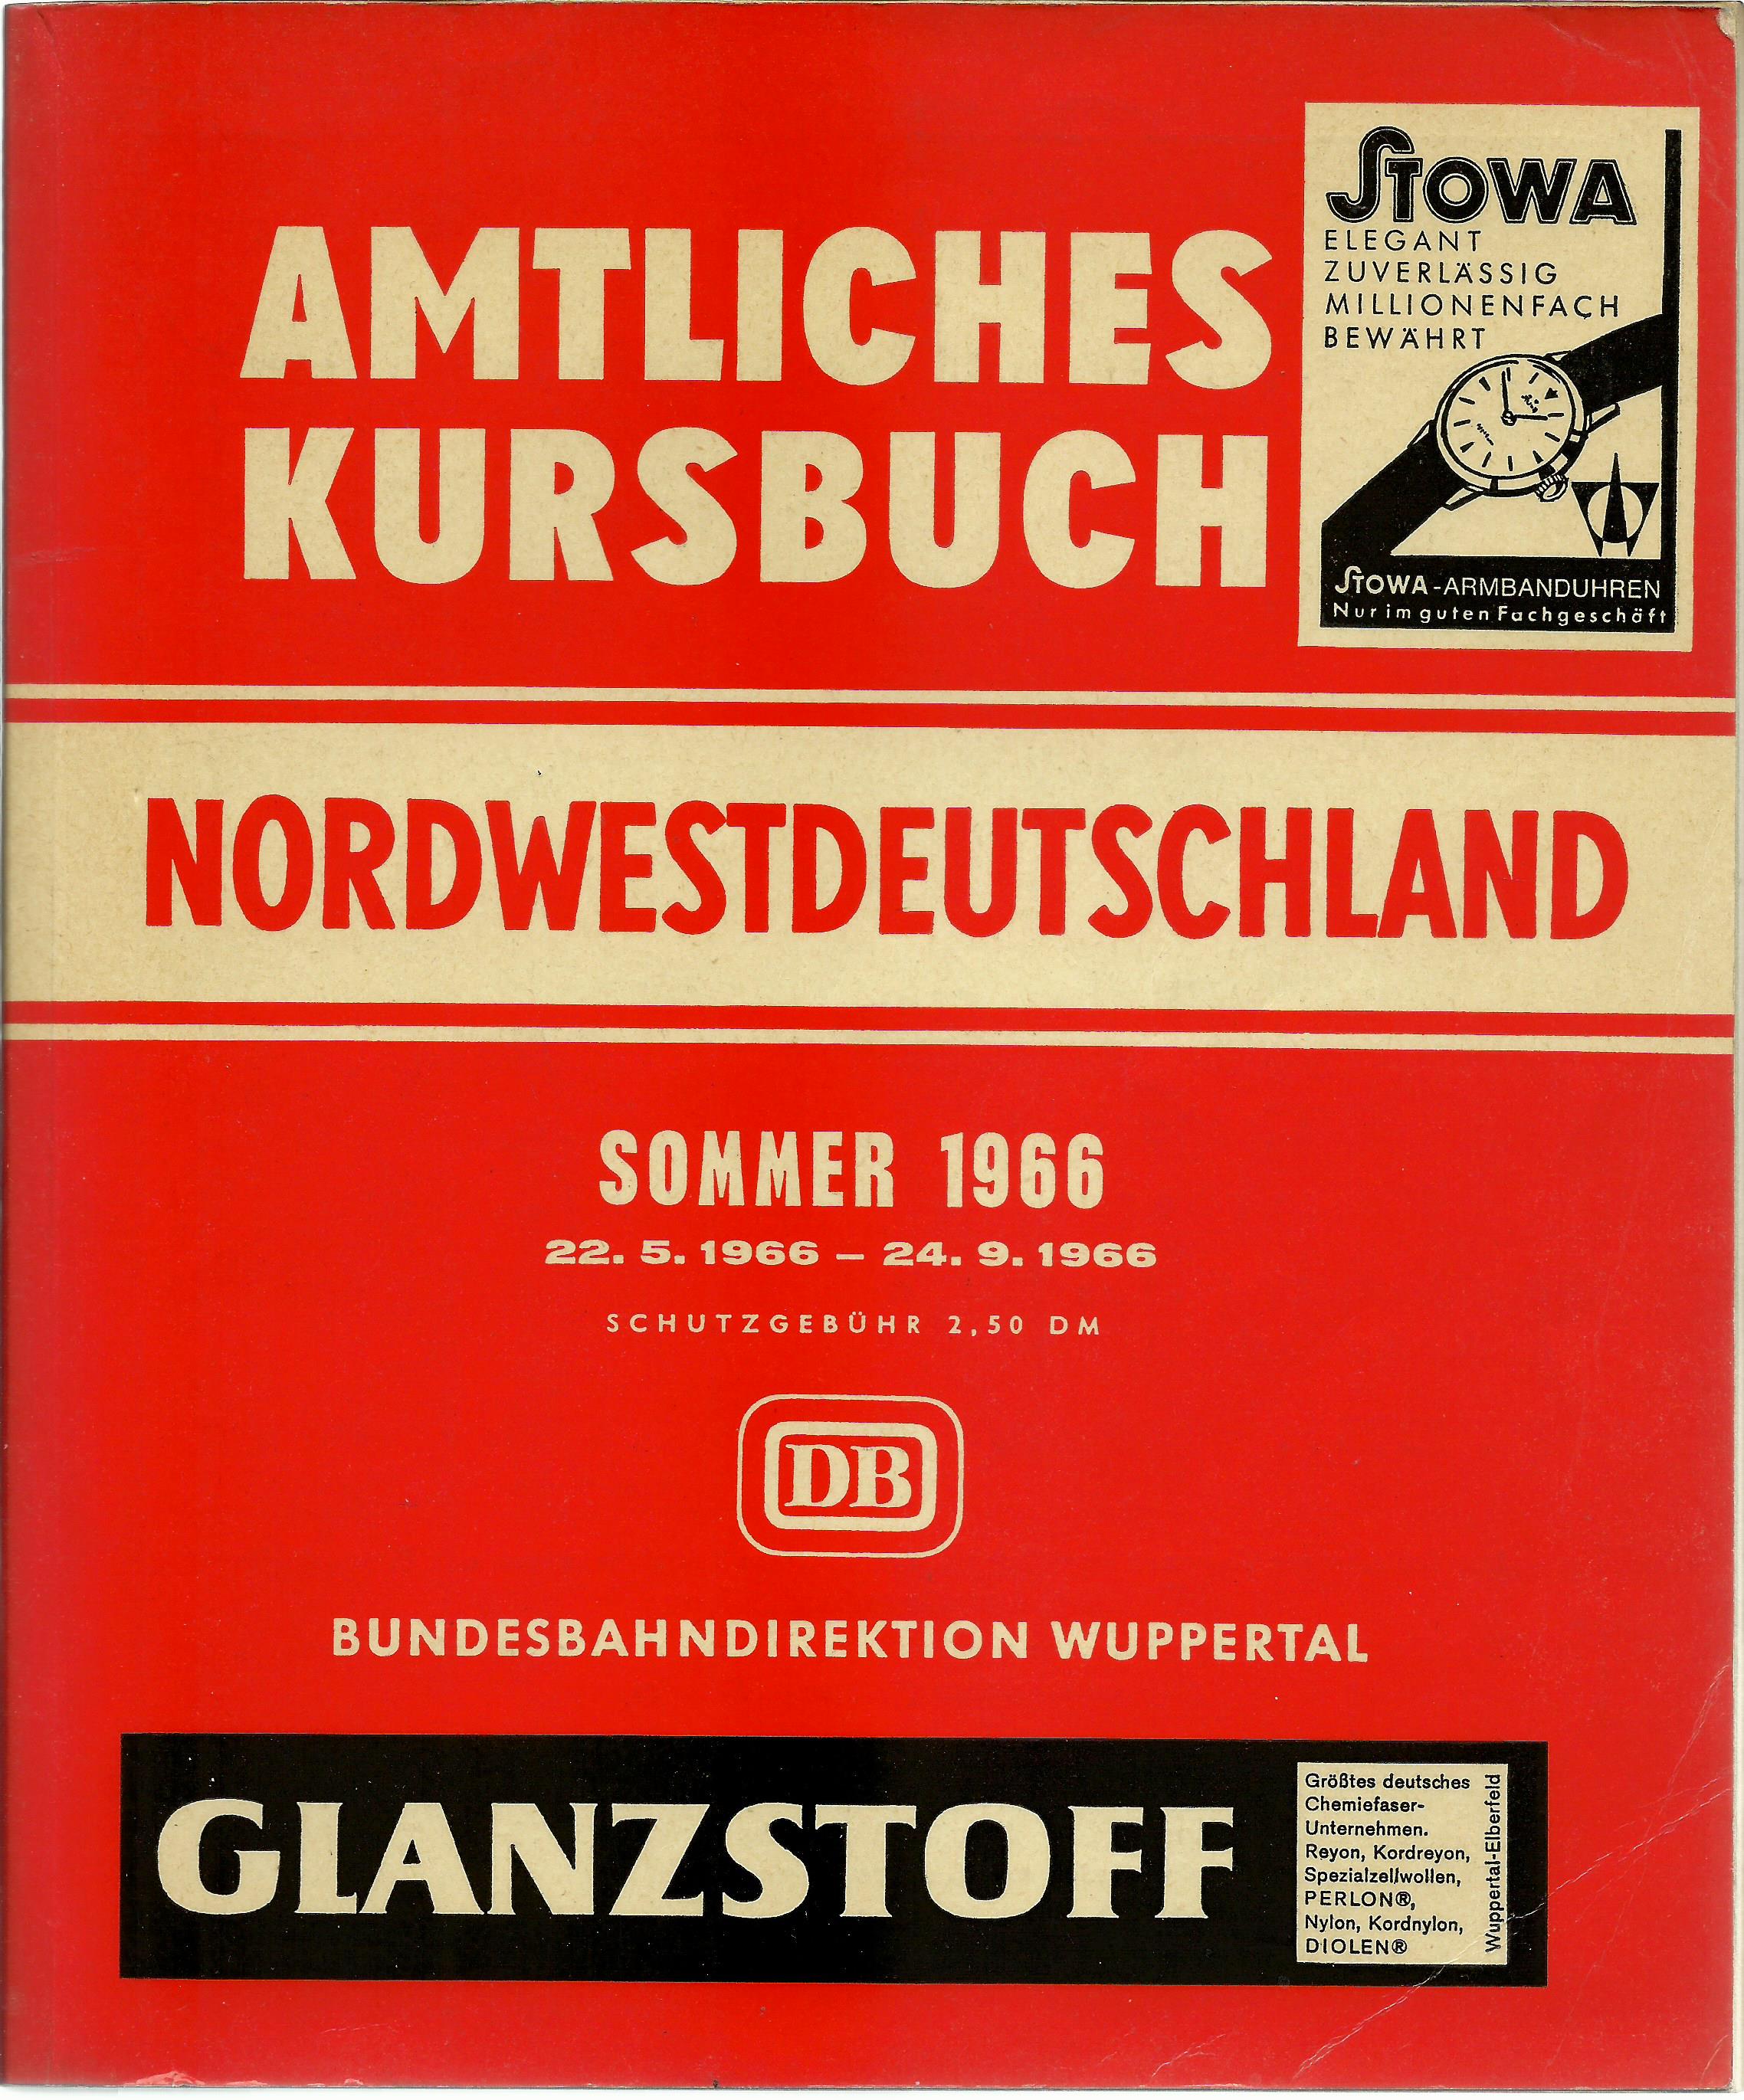 AMTLICHES
KURSBUCH
STOWA
ELEGANT
ZUVERLÄSSIG
MILLIONENFACH
BEWÄHRT
STOWA-ARMBANDUHREN
Nur im guten Fachgeschäft
NORDWESTDEUTSCHLAND
SOMMER 1966
22. 5. 1966 – 24. 9. 1966
SCHUTZGEBÜHR 2,50 DM
DB
BUNDESBAHNDIREKTION WUPPERTAL
GLANZSTOFF
Größtes deutsches
Chemiefaser-
Unternehmen.
Reyon, Kordreyon,
Spezialzellwollen,
PERLON®,
Nylon, Kordnylon,
DIOLEN®
Wuppertal-Elberfeld